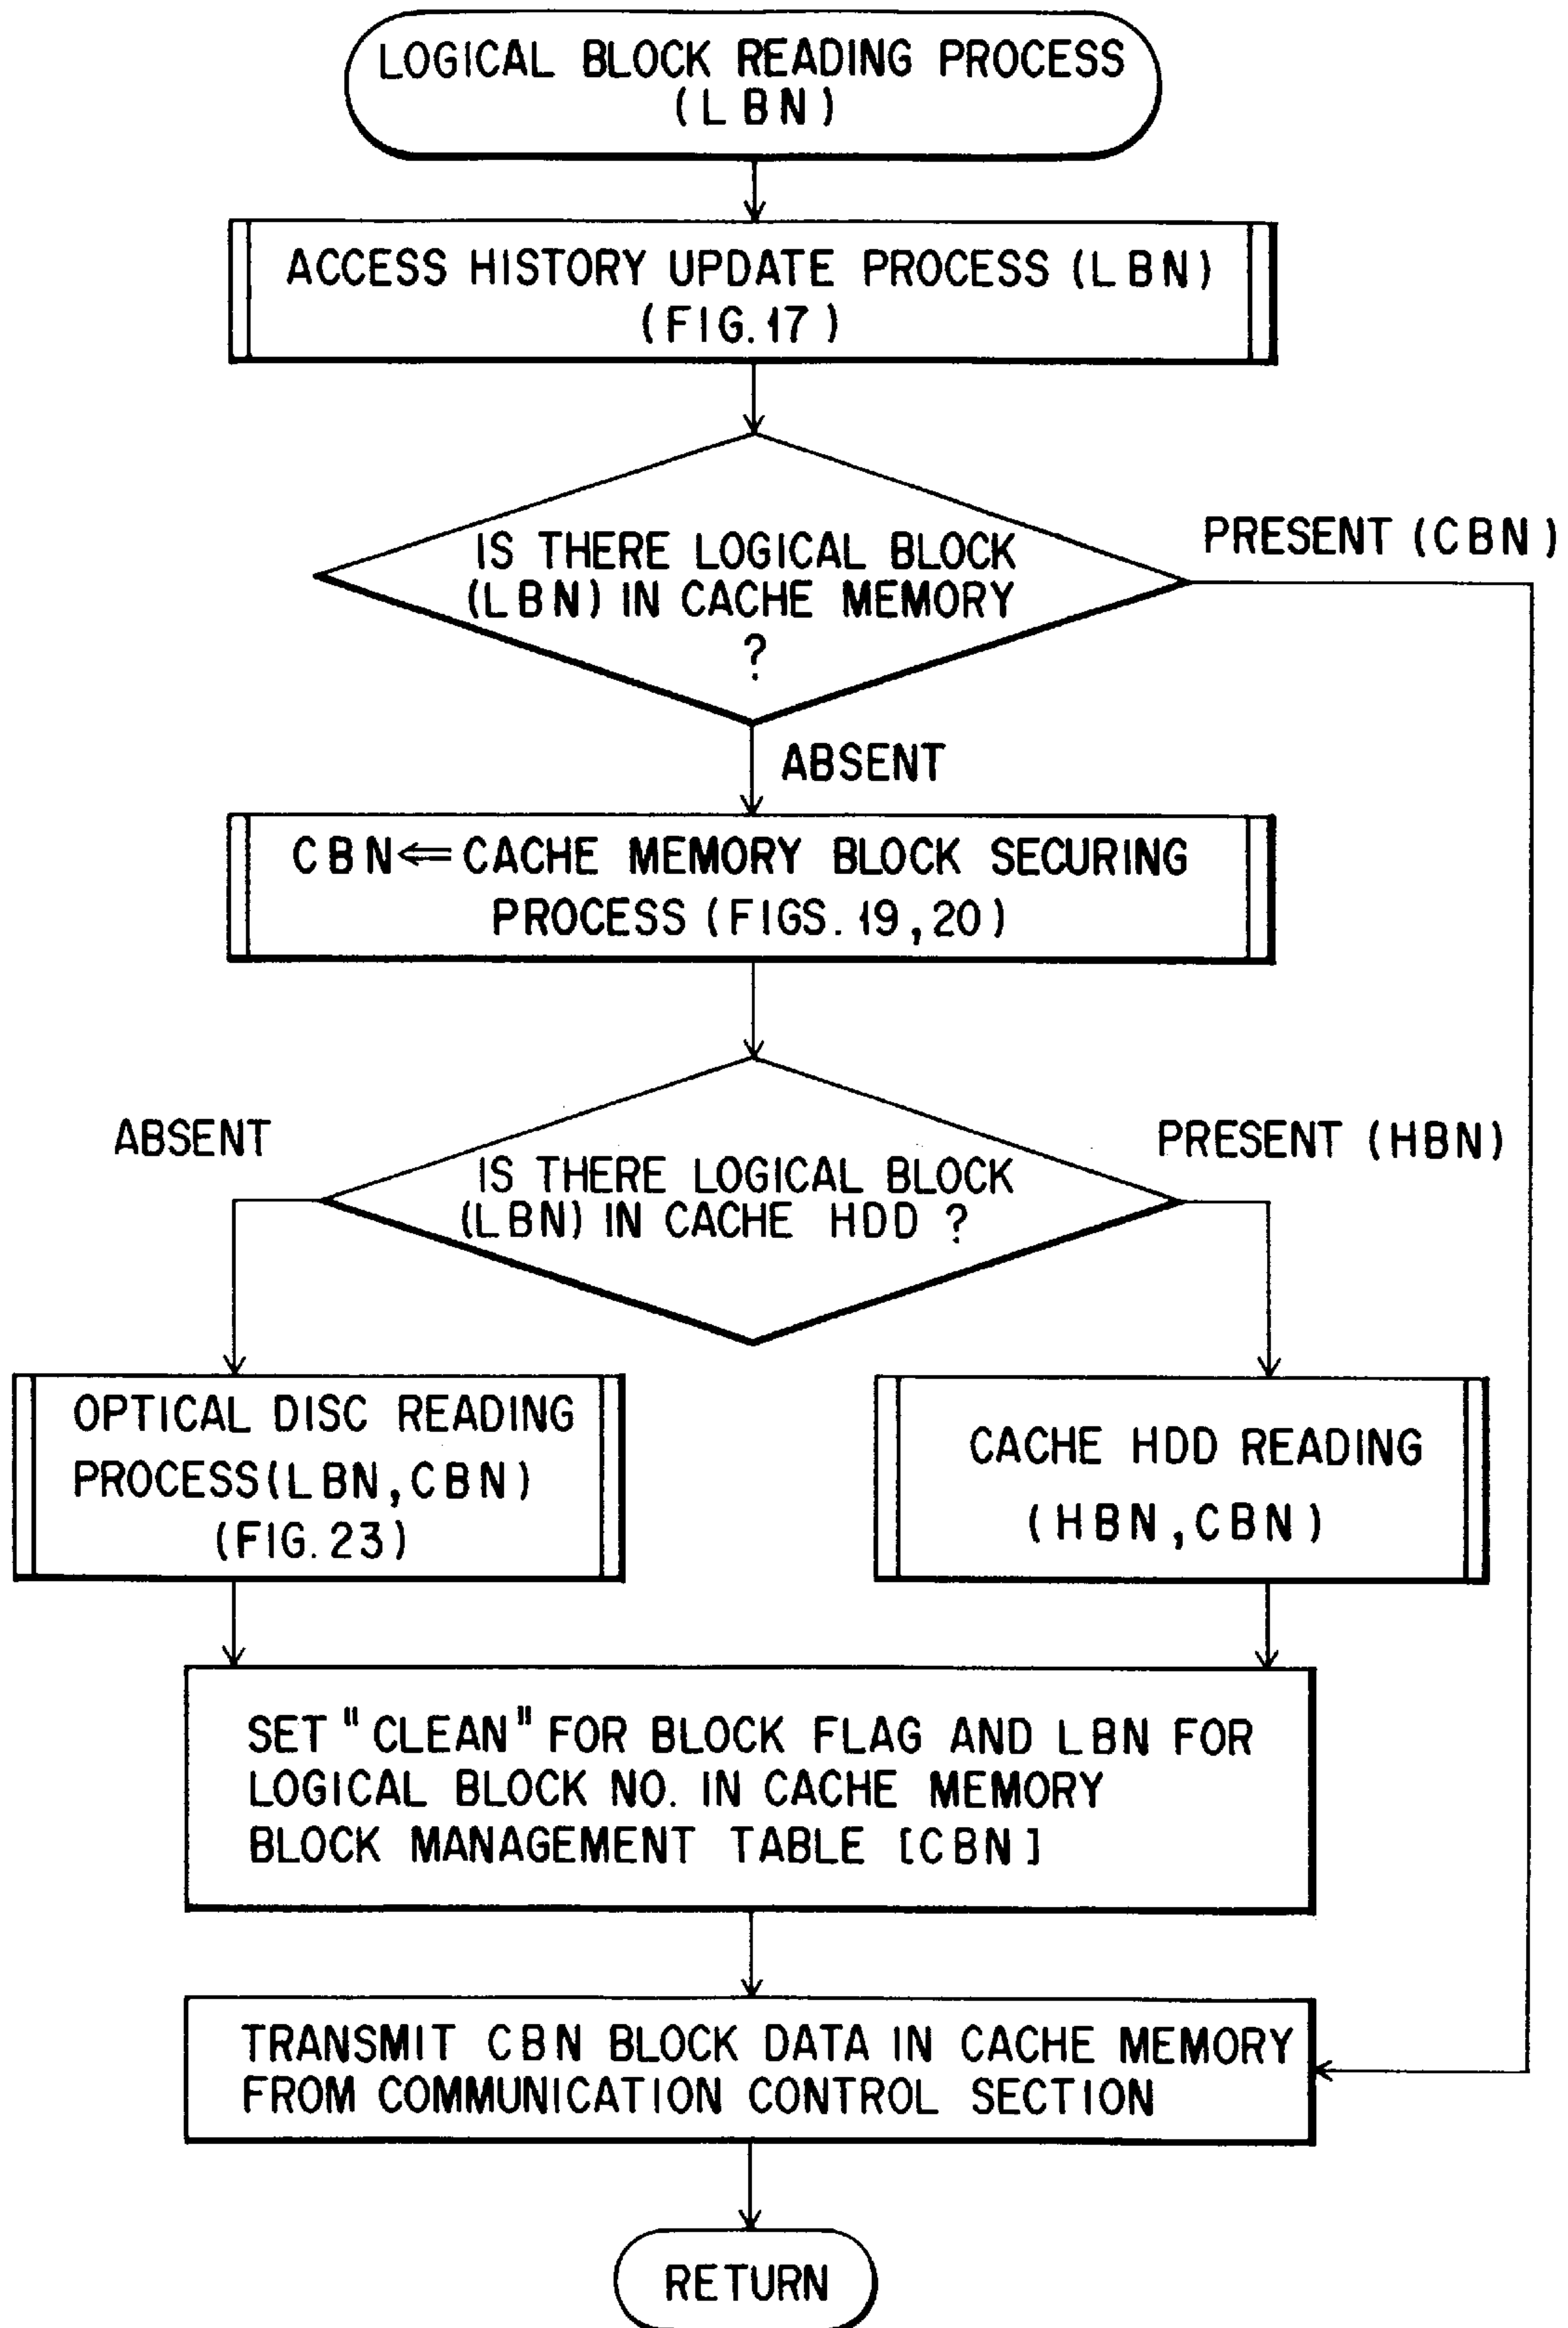 LOGICAL BLOCK READING PROCESS
(LBN)
ACCESS HISTORY UPDATE PROCESS (LBN)
(FIG.17)
IS THERE LOGICAL BLOCK
(LBN) IN CACHE MEMORY
?
PRESENT (CBN)
ABSENT
CBN⇐CACHE MEMORY BLOCK SECURING
PROCESS (FIGS. 19,20)
ABSENT
PRESENT (HBN)
IS THERE LOGICAL BLOCK
(LBN) IN CACHE HDD ?
OPTICAL DISC READING
PROCESS(LBN,CBN)
(FIG.23)
CACHE HDD READING
(HBN,CBN)
SET "CLEAN" FOR BLOCK FLAG AND LBN FOR
LOGICAL BLOCK NO. IN CACHE MEMORY
BLOCK MANAGEMENT TABLE [CBN]
TRANSMIT CBN BLOCK DATA IN CACHE MEMORY
FROM COMMUNICATION CONTROL SECTION
RETURN